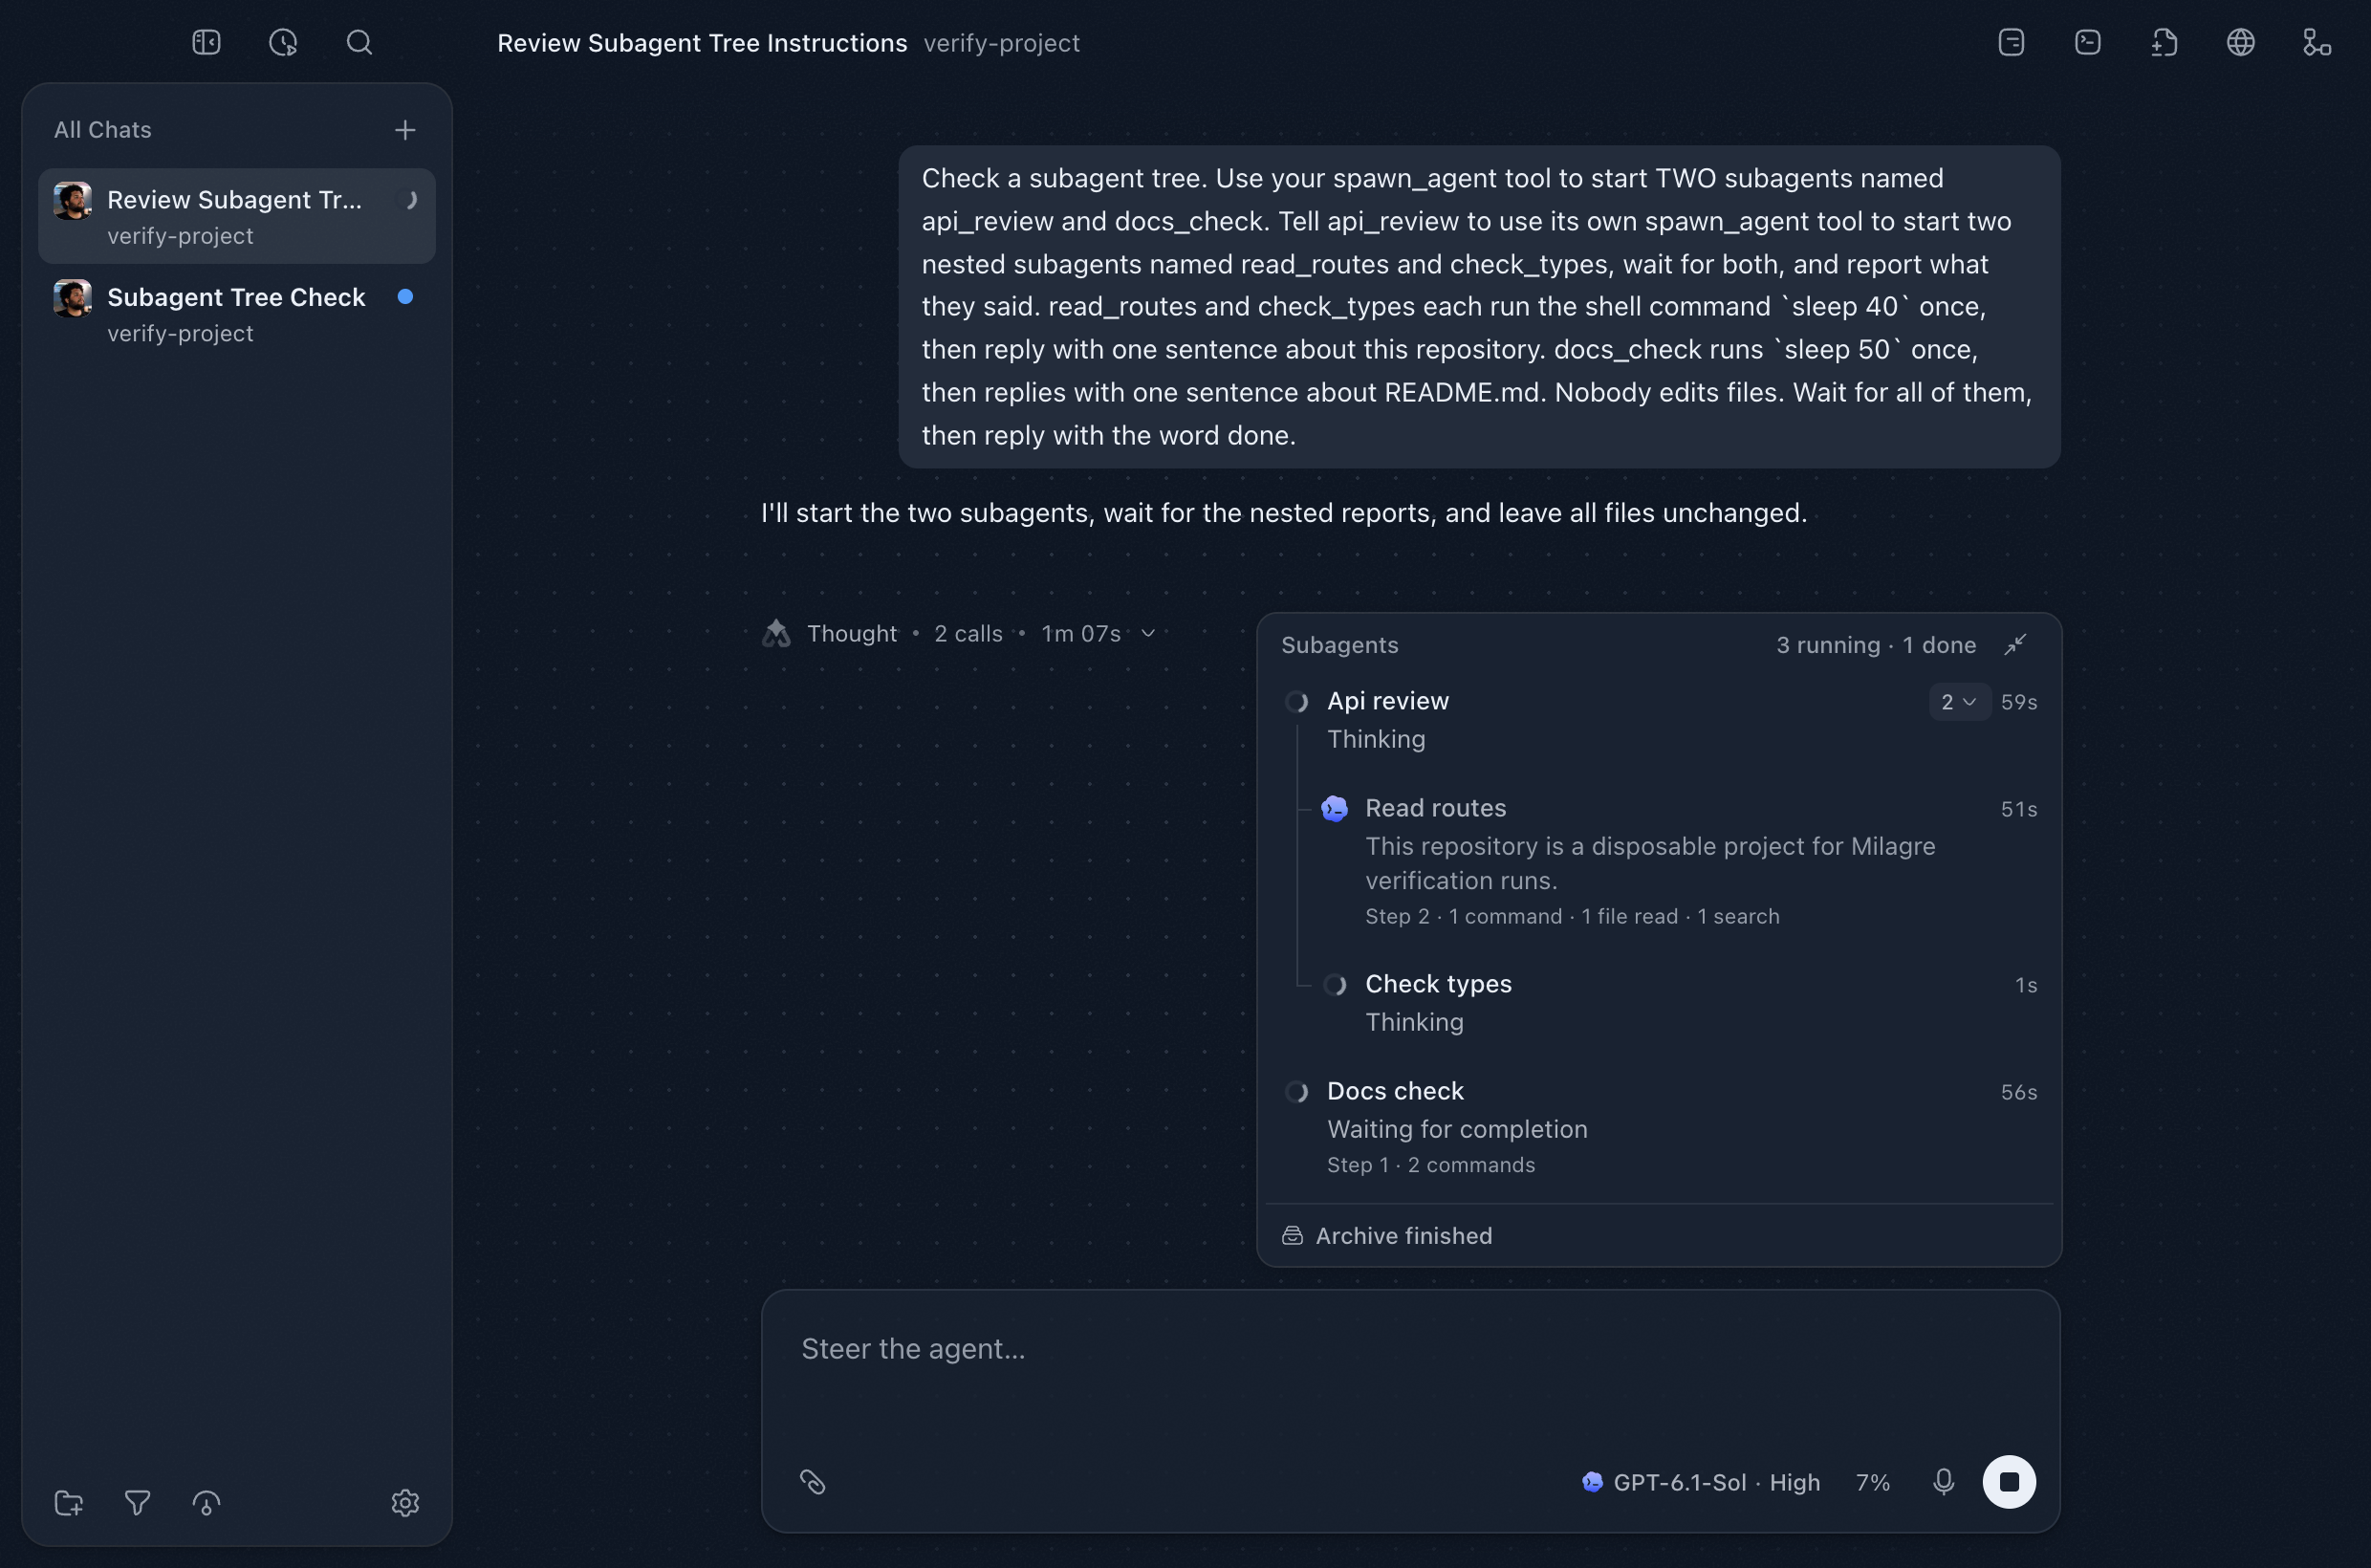 Review Subagent Tree Instructions verify-project
All Chats
Review Subagent Tr...
verify-project
Subagent Tree Check
verify-project
Check a subagent tree. Use your spawn_agent tool to start TWO subagents named
api_review and docs_check. Tell api_review to use its own spawn_agent tool to start two
nested subagents named read_routes and check_types, wait for both, and report what
they said. read_routes and check_types each run the shell command `sleep 40` once,
then reply with one sentence about this repository. docs_check runs `sleep 50` once,
then replies with one sentence about README.md. Nobody edits files. Wait for all of them,
then reply with the word done.
I'll start the two subagents, wait for the nested reports, and leave all files unchanged.
Thought • 2 calls • 1m 07s
Subagents 3 running · 1 done
Api review 2 59s
Thinking
Read routes 51s
This repository is a disposable project for Milagre
verification runs.
Step 2 · 1 command · 1 file read · 1 search
Check types 1s
Thinking
Docs check 56s
Waiting for completion
Step 1 · 2 commands
Archive finished
Steer the agent...
GPT-6.1-Sol · High 7%